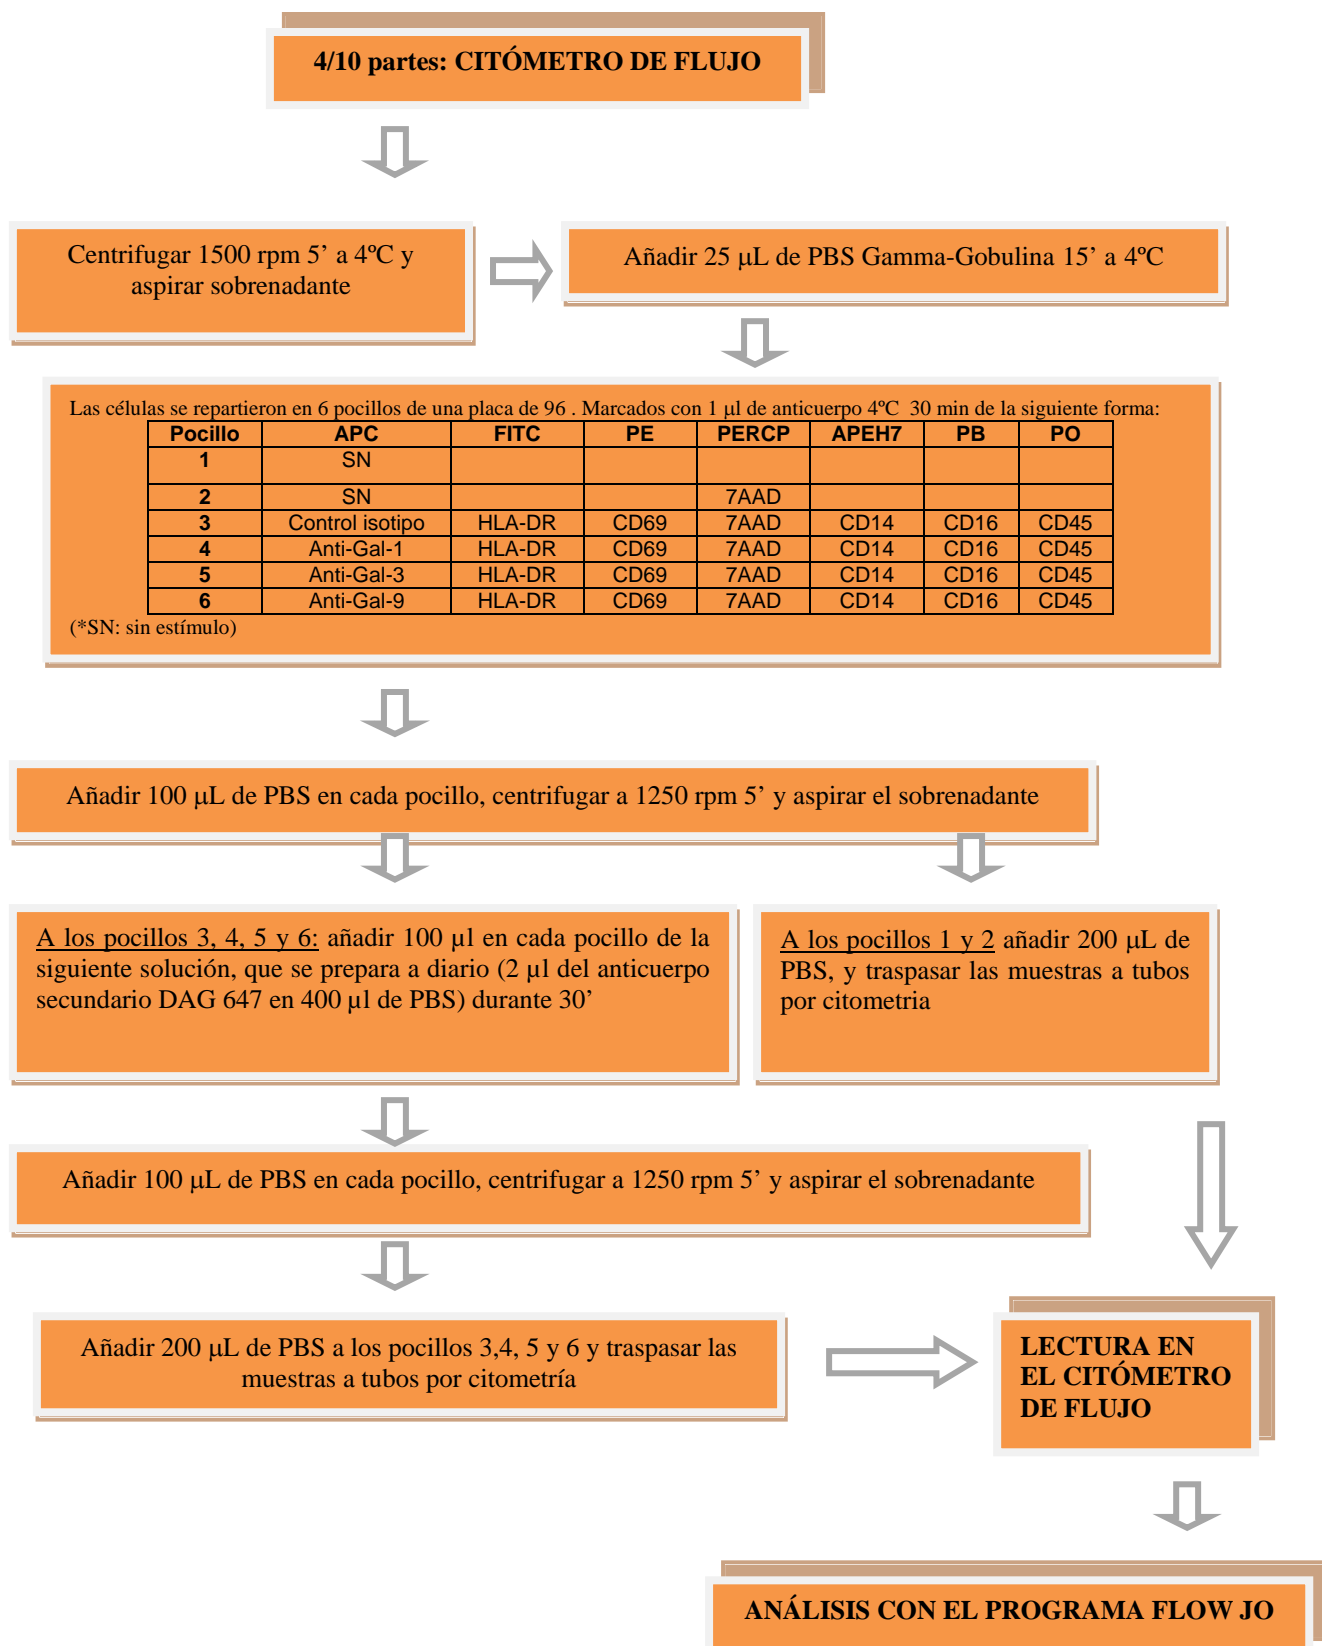 4/10 partes: CITÓMETRO DE FLUJO
Centrifugar 1500 rpm 5’ a 4ºC y
aspirar sobrenadante
Añadir 25 µL de PBS Gamma-Gobulina 15’ a 4ºC
Las células se repartieron en 6 pocillos de una placa de 96 . Marcados con 1 µl de anticuerpo 4ºC 30 min de la siguiente forma:
Pocillo APC FITC PE PERCP APEH7 PB PO
1 SN
2 SN 7AAD
3 Control isotipo HLA-DR CD69 7AAD CD14 CD16 CD45
4 Anti-Gal-1 HLA-DR CD69 7AAD CD14 CD16 CD45
5 Anti-Gal-3 HLA-DR CD69 7AAD CD14 CD16 CD45
6 Anti-Gal-9 HLA-DR CD69 7AAD CD14 CD16 CD45
(*SN: sin estímulo)
Añadir 100 µL de PBS en cada pocillo, centrifugar a 1250 rpm 5’ y aspirar el sobrenadante
A los pocillos 3, 4, 5 y 6: añadir 100 µl en cada pocillo de la
siguiente solución, que se prepara a diario (2 µl del anticuerpo
secundario DAG 647 en 400 µl de PBS) durante 30’
A los pocillos 1 y 2 añadir 200 µL de
PBS, y traspasar las muestras a tubos
por citometria
Añadir 100 µL de PBS en cada pocillo, centrifugar a 1250 rpm 5’ y aspirar el sobrenadante
Añadir 200 µL de PBS a los pocillos 3,4, 5 y 6 y traspasar las
muestras a tubos por citometría
LECTURA EN
EL CITÓMETRO
DE FLUJO
ANÁLISIS CON EL PROGRAMA FLOW JO